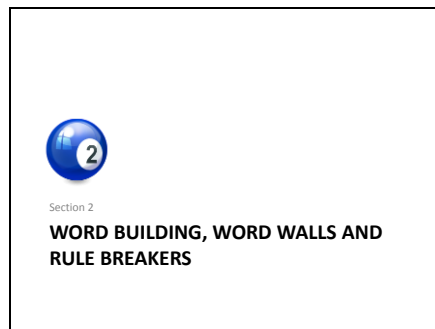 2
Section 2
WORD BUILDING, WORD WALLS AND
RULE BREAKERS